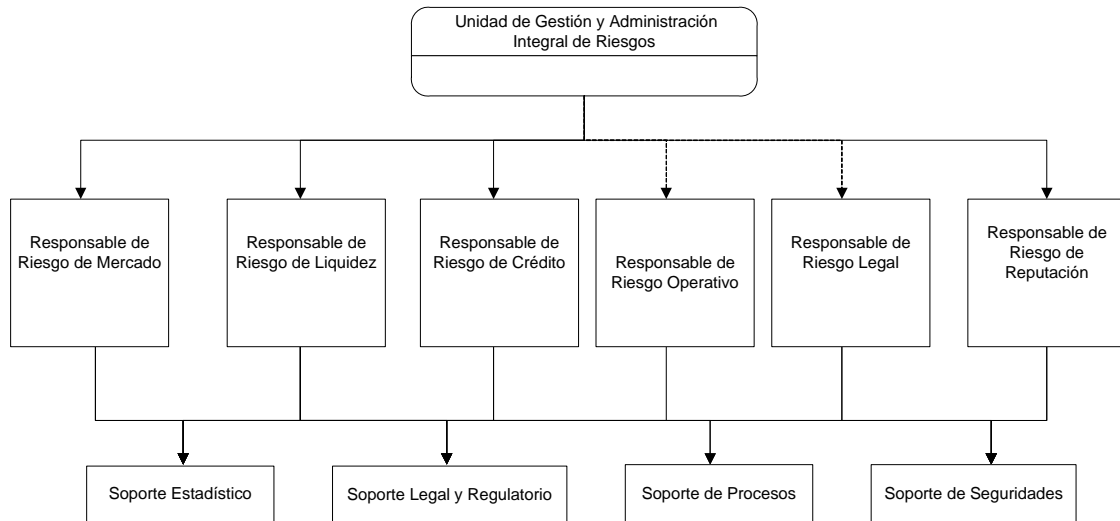 Unidad de Gestión y Administración
Integral de Riesgos
Responsable de
Riesgo de Mercado
Responsable de
Riesgo de Liquidez
Responsable de
Riesgo de Crédito
Responsable de
Riesgo Operativo
Responsable de
Riesgo Legal
Responsable de
Riesgo de
Reputación
Soporte Estadístico
Soporte Legal y Regulatorio
Soporte de Procesos
Soporte de Seguridades